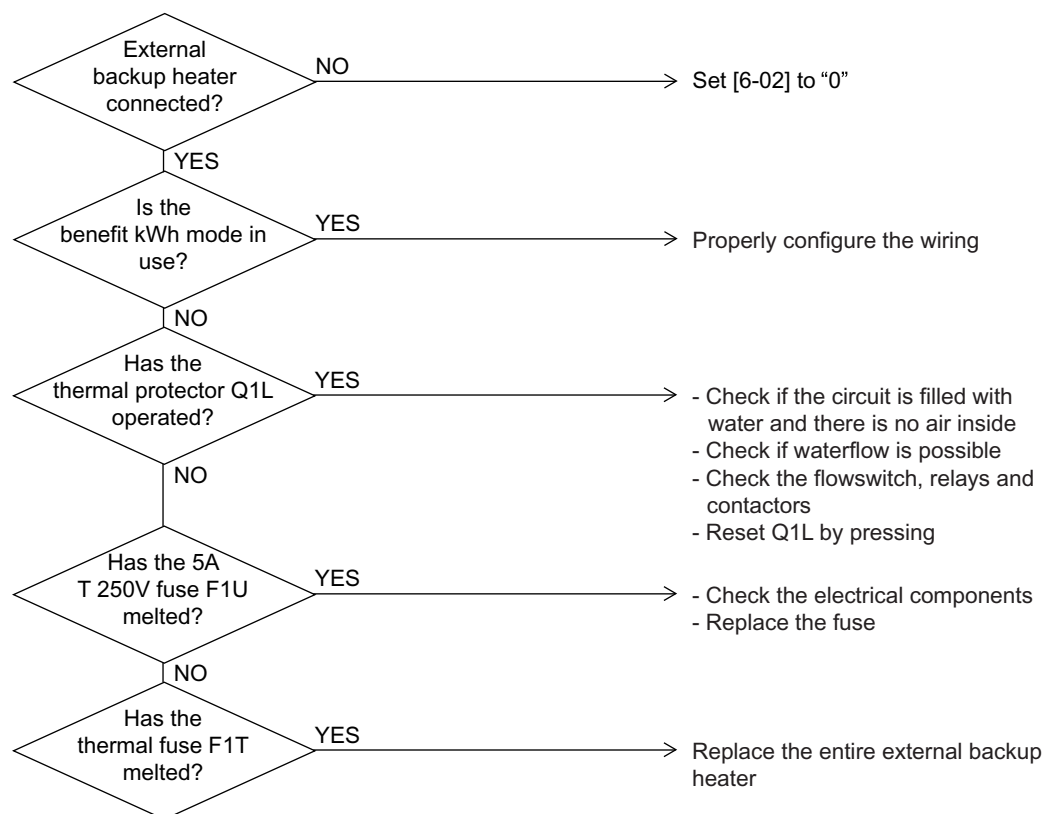 External
backup heater
connected?
NO
Set [6-02] to “0”
YES
Is the
benefit kWh mode in
use?
YES
Properly configure the wiring
NO
Has the
thermal protector Q1L
operated?
YES
- Check if the circuit is filled with
water and there is no air inside
- Check if waterflow is possible
- Check the flowswitch, relays and
contactors
- Reset Q1L by pressing
NO
Has the 5A
T 250V fuse F1U
melted?
YES
- Check the electrical components
- Replace the fuse
NO
Has the
thermal fuse F1T
melted?
YES
Replace the entire external backup
heater